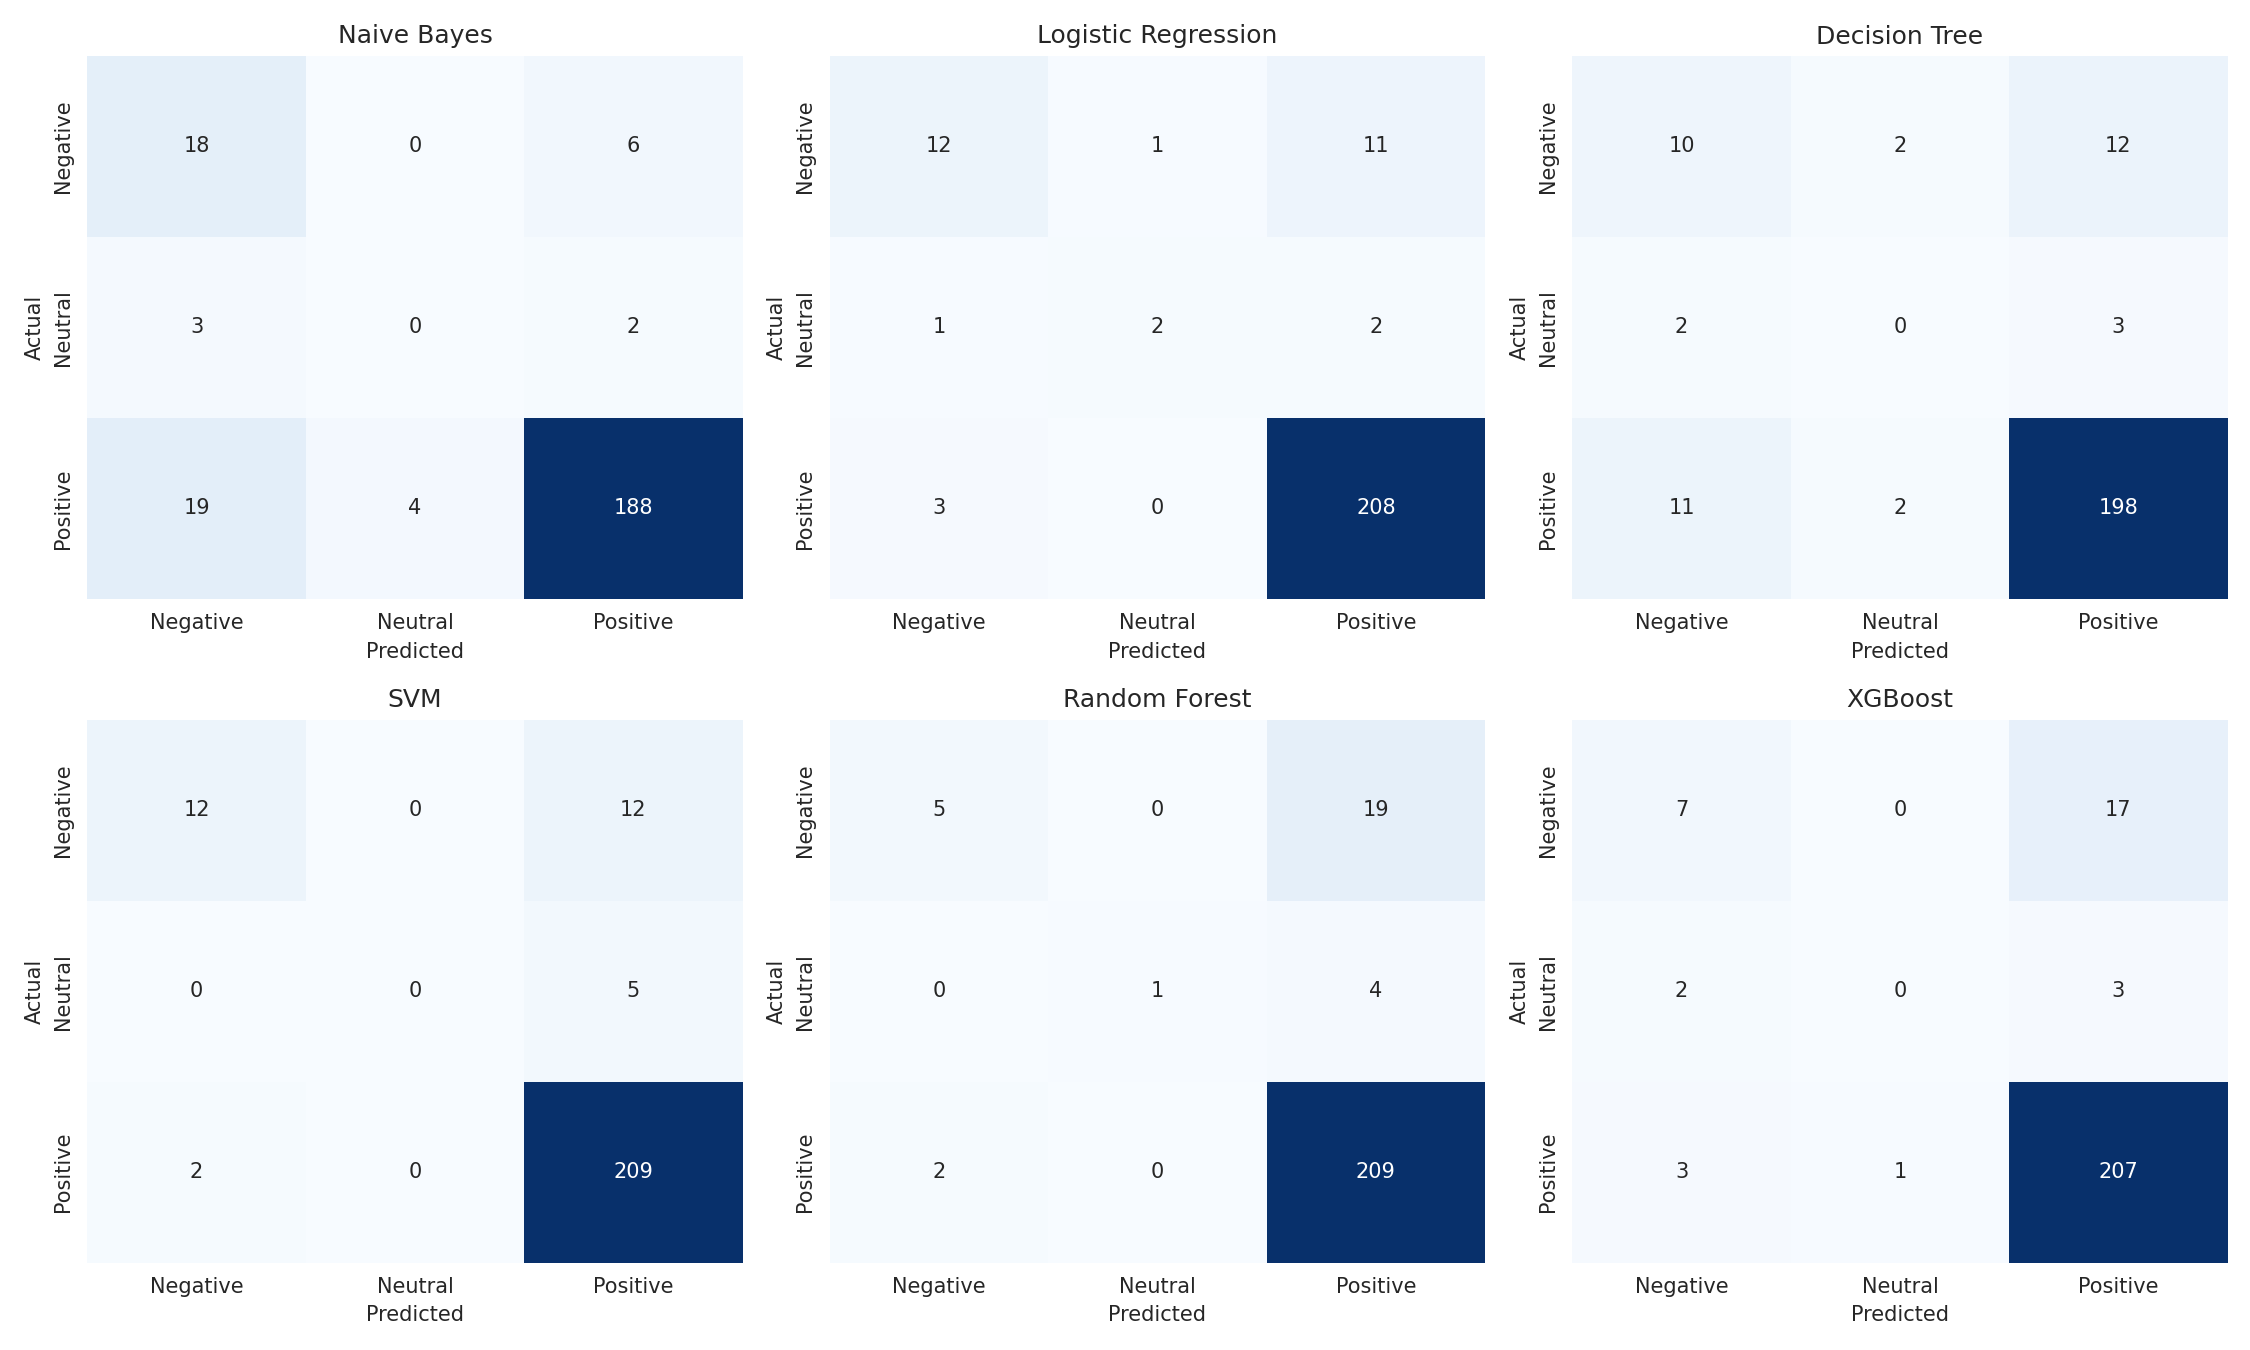 Naive Bayes
Negative 18 0 6
Actual
Neutral 3 0 2
Positive 19 4 188
Negative Neutral Positive
Predicted
Logistic Regression
Negative 12 1 11
Actual
Neutral 1 2 2
Positive 3 0 208
Negative Neutral Positive
Predicted
Decision Tree
Negative 10 2 12
Actual
Neutral 2 0 3
Positive 11 2 198
Negative Neutral Positive
Predicted
SVM
Negative 12 0 12
Actual
Neutral 0 0 5
Positive 2 0 209
Negative Neutral Positive
Predicted
Random Forest
Negative 5 0 19
Actual
Neutral 0 1 4
Positive 2 0 209
Negative Neutral Positive
Predicted
XGBoost
Negative 7 0 17
Actual
Neutral 2 0 3
Positive 3 1 207
Negative Neutral Positive
Predicted